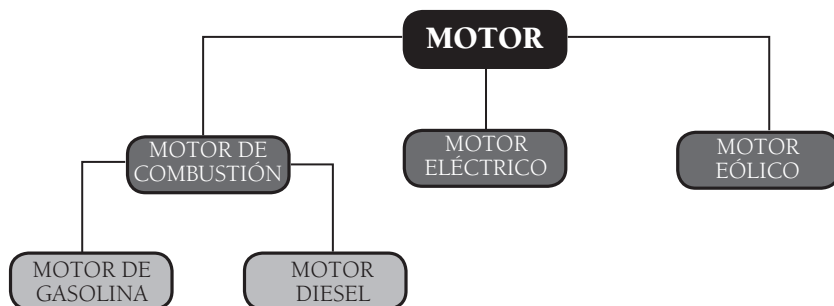 MOTOR
MOTOR DE
COMBUSTIÓN
MOTOR
ELÉCTRICO
MOTOR
EÓLICO
MOTOR DE
GASOLINA
MOTOR
DIESEL